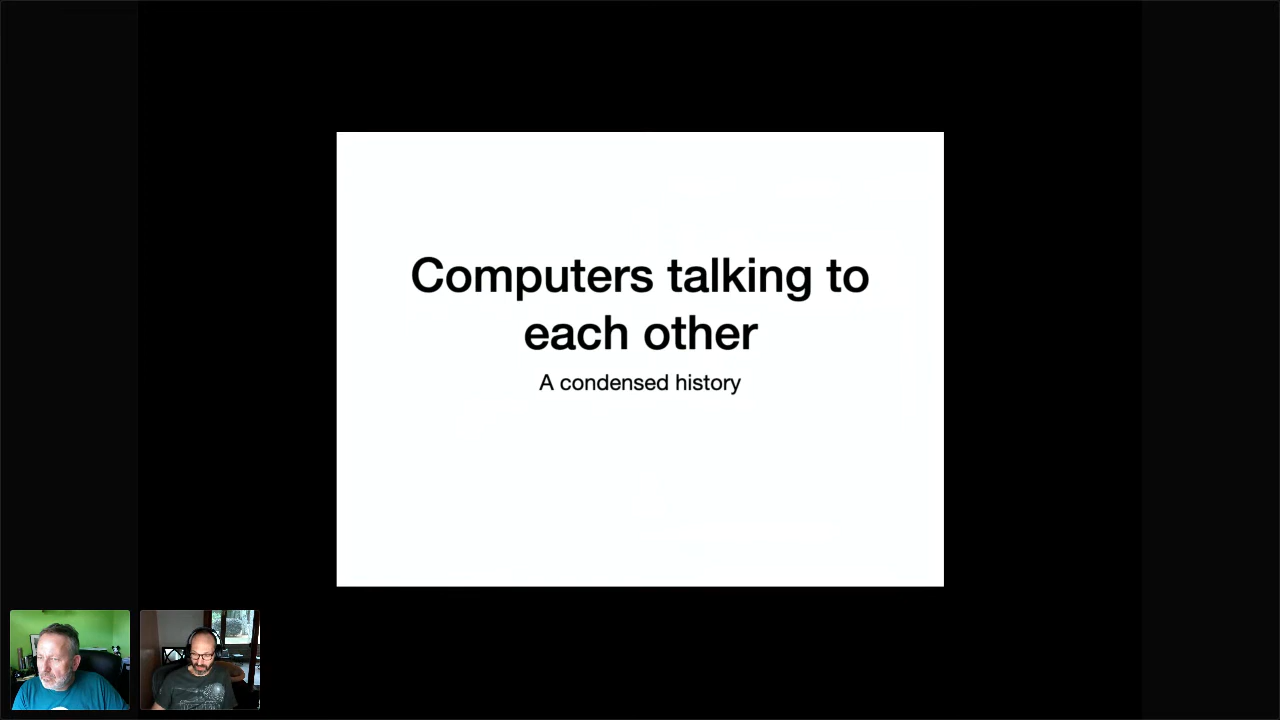 Computers talking to
each other
A condensed history